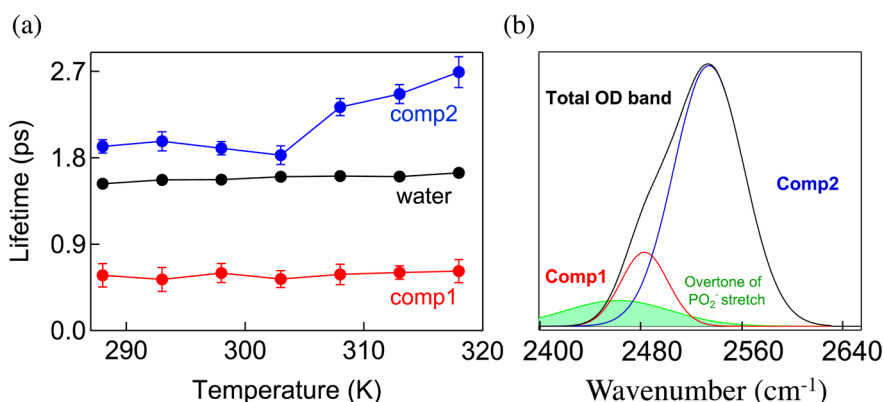 (a)
(b)
2.7
1.8
0.9
0.0
Lifetime (ps)
comp2
water
comp1
290
300
310
320
Temperature (K)
Total OD band
Comp2
Comp1
Overtone of
PO₂⁻ stretch
2400
2480
2560
2640
Wavenumber (cm⁻¹)